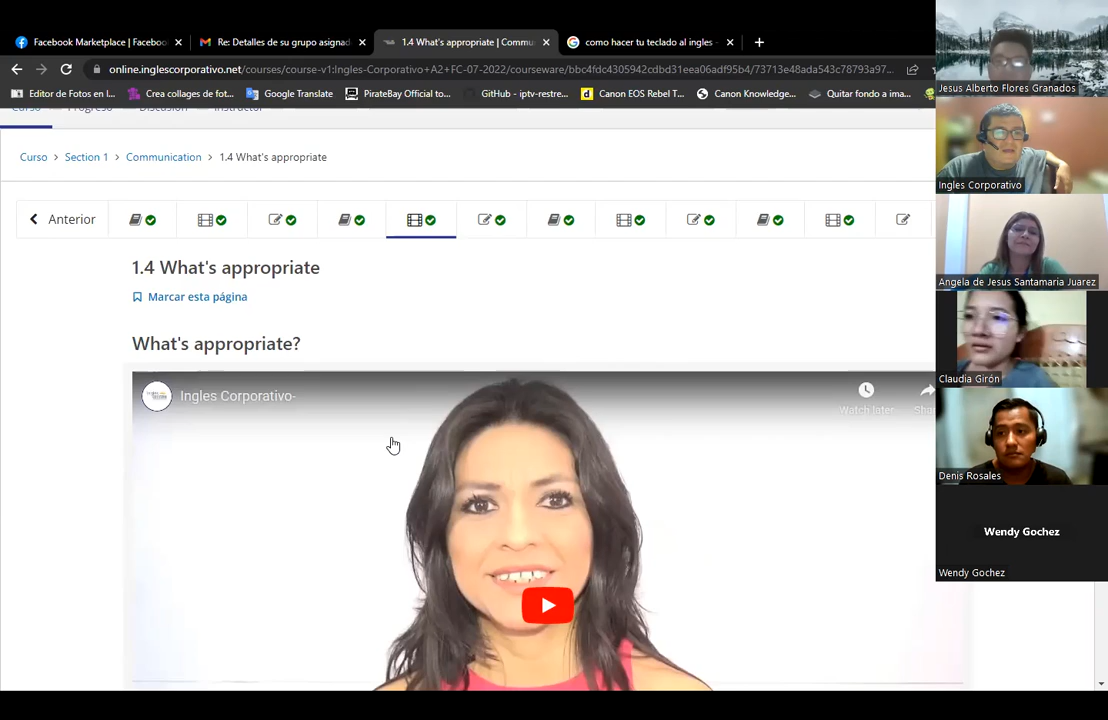 Facebook Marketplace | Faceboo
Re: Detalles de su grupo asignad
1.4 What's appropriate | Commu
como hacer tu teclado al ingles -
online.inglescorporativo.net/courses/course-v1:Ingles-Corporativo+A2+FC-07-2022/courseware/bbc4fdc4305942cdbd31eea06adf95b4/73713e48ada543c78793a97...
Editor de Fotos en l...
Crea collages de fot...
Google Translate
PirateBay Official to...
GitHub - iptv-restre...
Canon EOS Rebel T...
Canon Knowledge...
Quitar fondo a ima...
Curso Progreso Discusión Instructor
Curso > Section 1 > Communication > 1.4 What's appropriate
Anterior
1.4 What's appropriate
Marcar esta página
What's appropriate?
Ingles Corporativo-
Watch later
Jesus Alberto Flores Granados
Ingles Corporativo
Angela de Jesus Santamaria Juarez
Claudia Girón
Denis Rosales
Wendy Gochez
Wendy Gochez